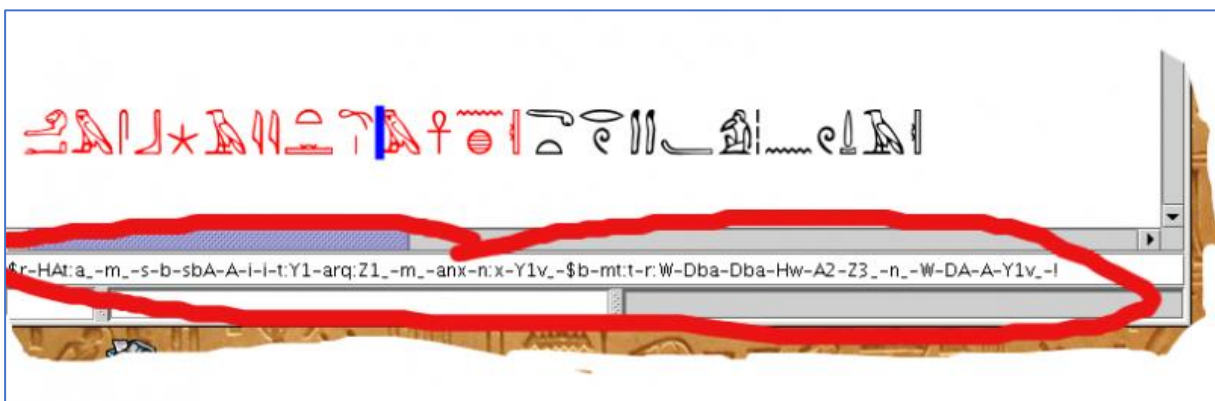 𓄂𓂝𓅓𓋴𓃀𓇼𓄿𓇋𓇋𓏏𓏛𓍼𓏤𓅓𓋹𓈖𓐍𓏜𓂸𓏏𓂋𓏲𓂭𓂭𓀁𓏥𓈖𓏲𓍑𓄿𓏜
$r-HAt:a_-m_-s-b-sbA-A-i-i-t:Y1-arq:Z1_-m_-anx-n:x-Y1v_-$b-mt:t-r:W-Dba-Dba-Hw-A2-Z3_-n_-W-DA-A-Y1v_-!